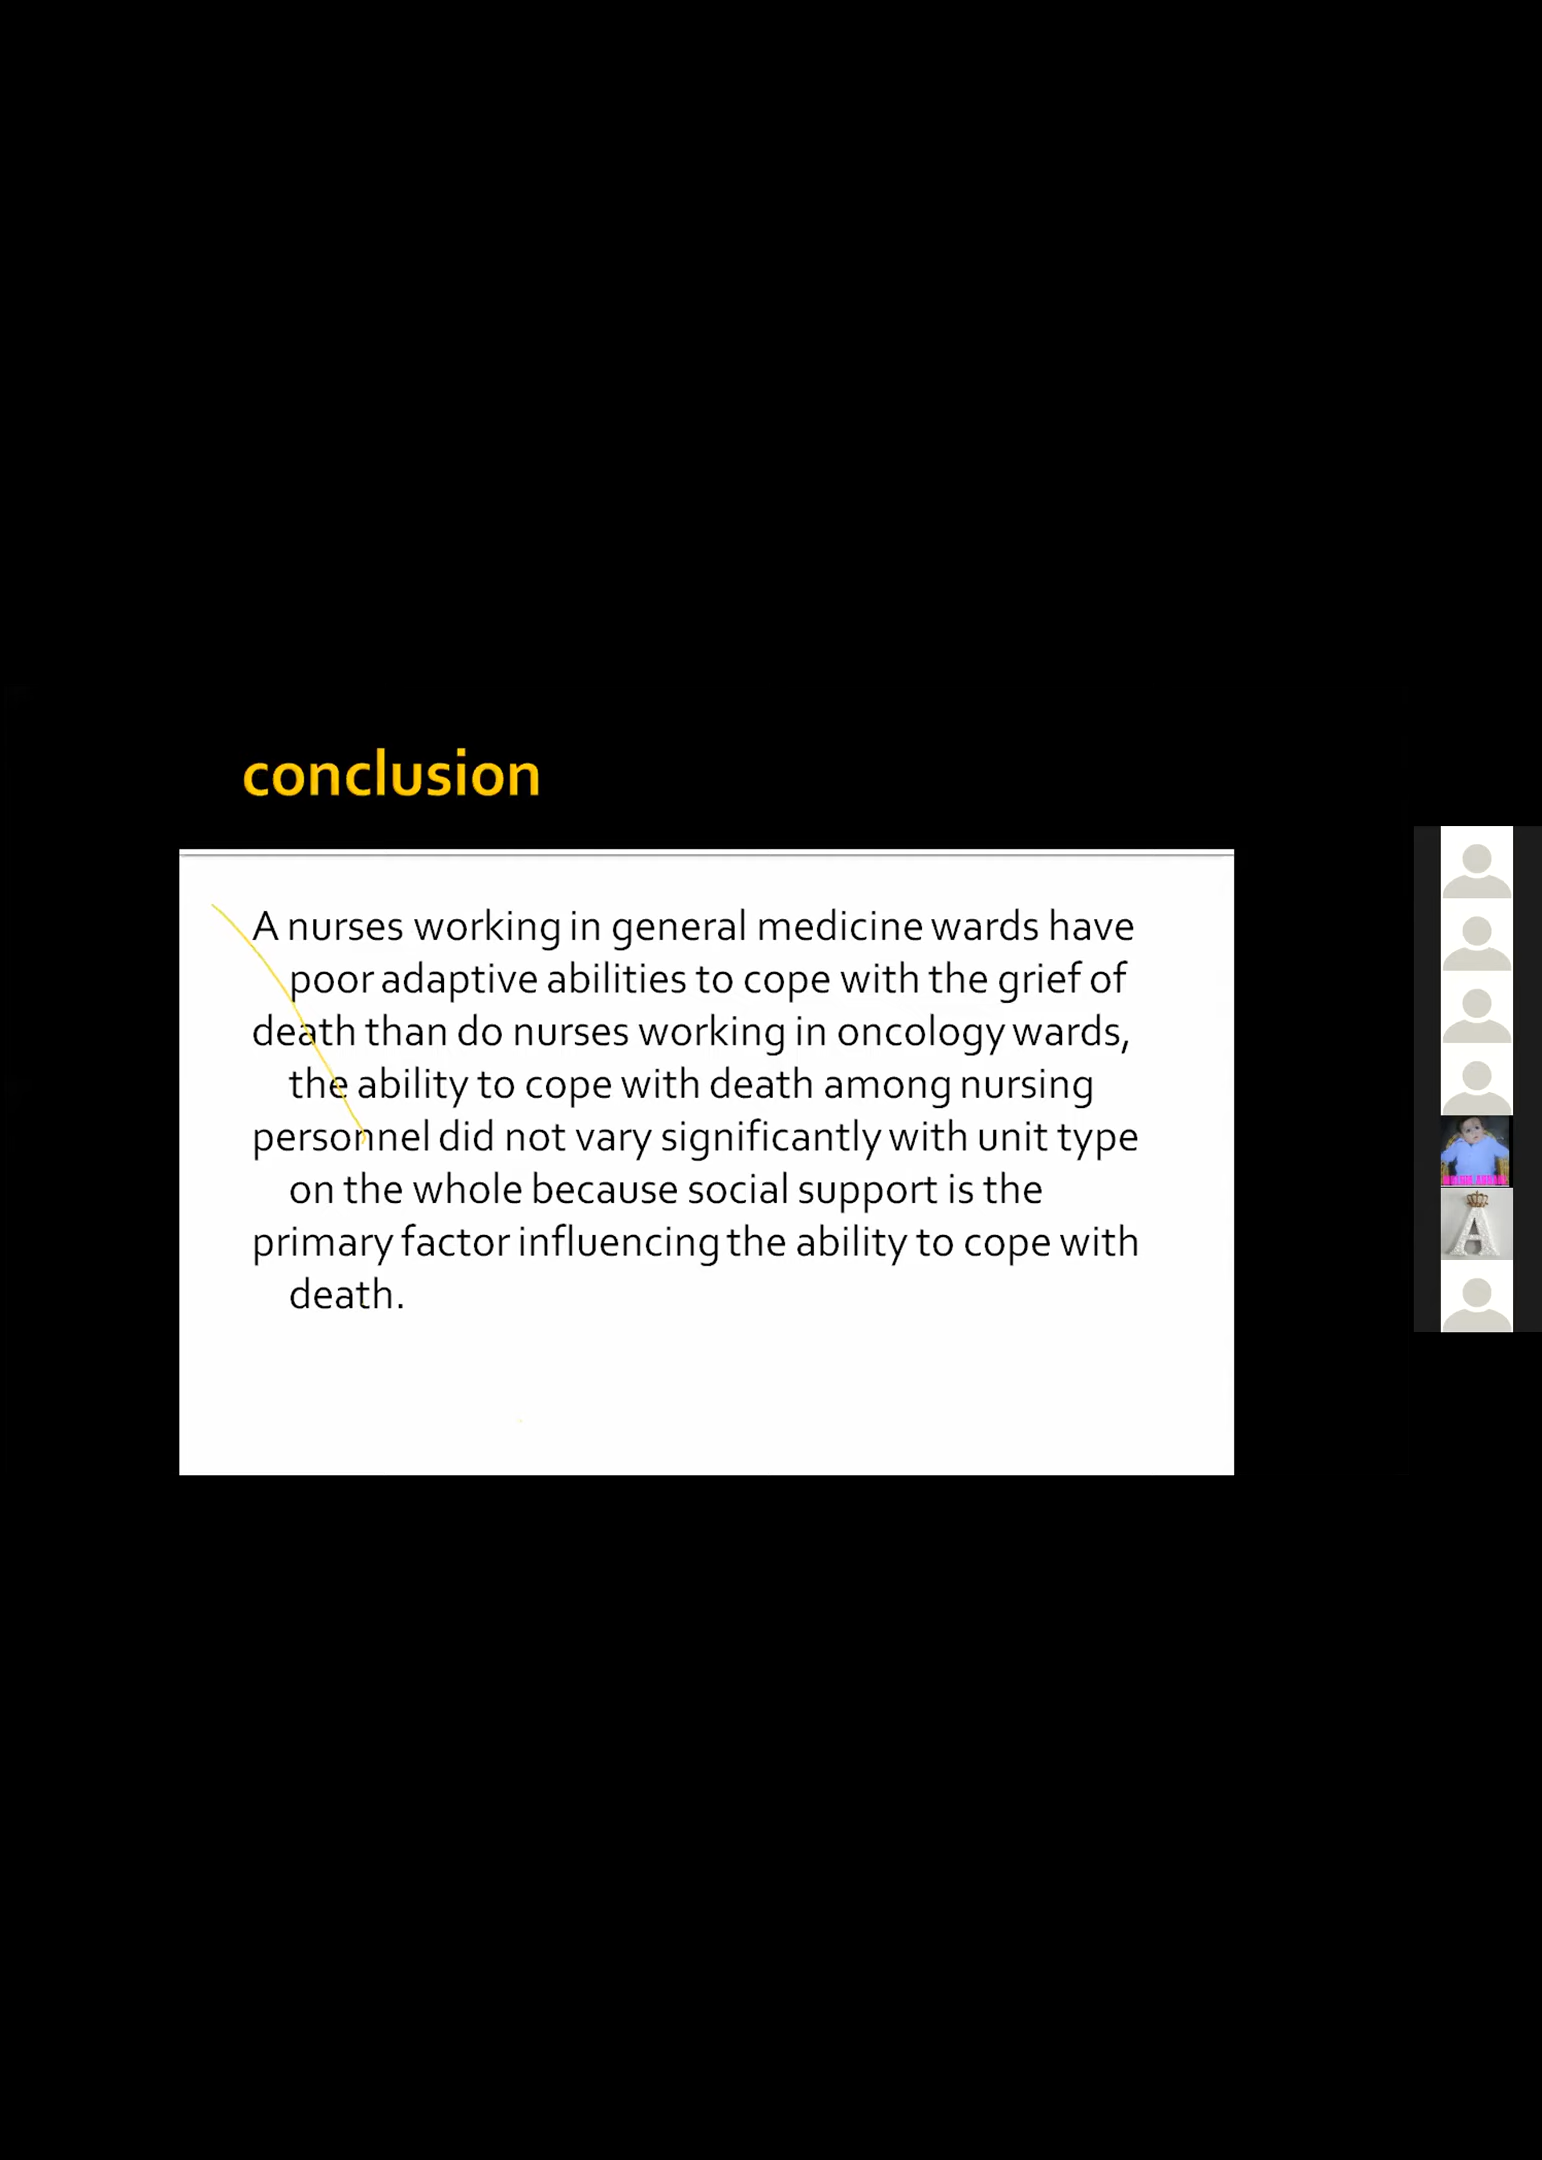 conclusion
A nurses working in general medicine wards have
poor adaptive abilities to cope with the grief of
death than do nurses working in oncology wards,
the ability to cope with death among nursing
personnel did not vary significantly with unit type
on the whole because social support is the
primary factor influencing the ability to cope with
death.
A